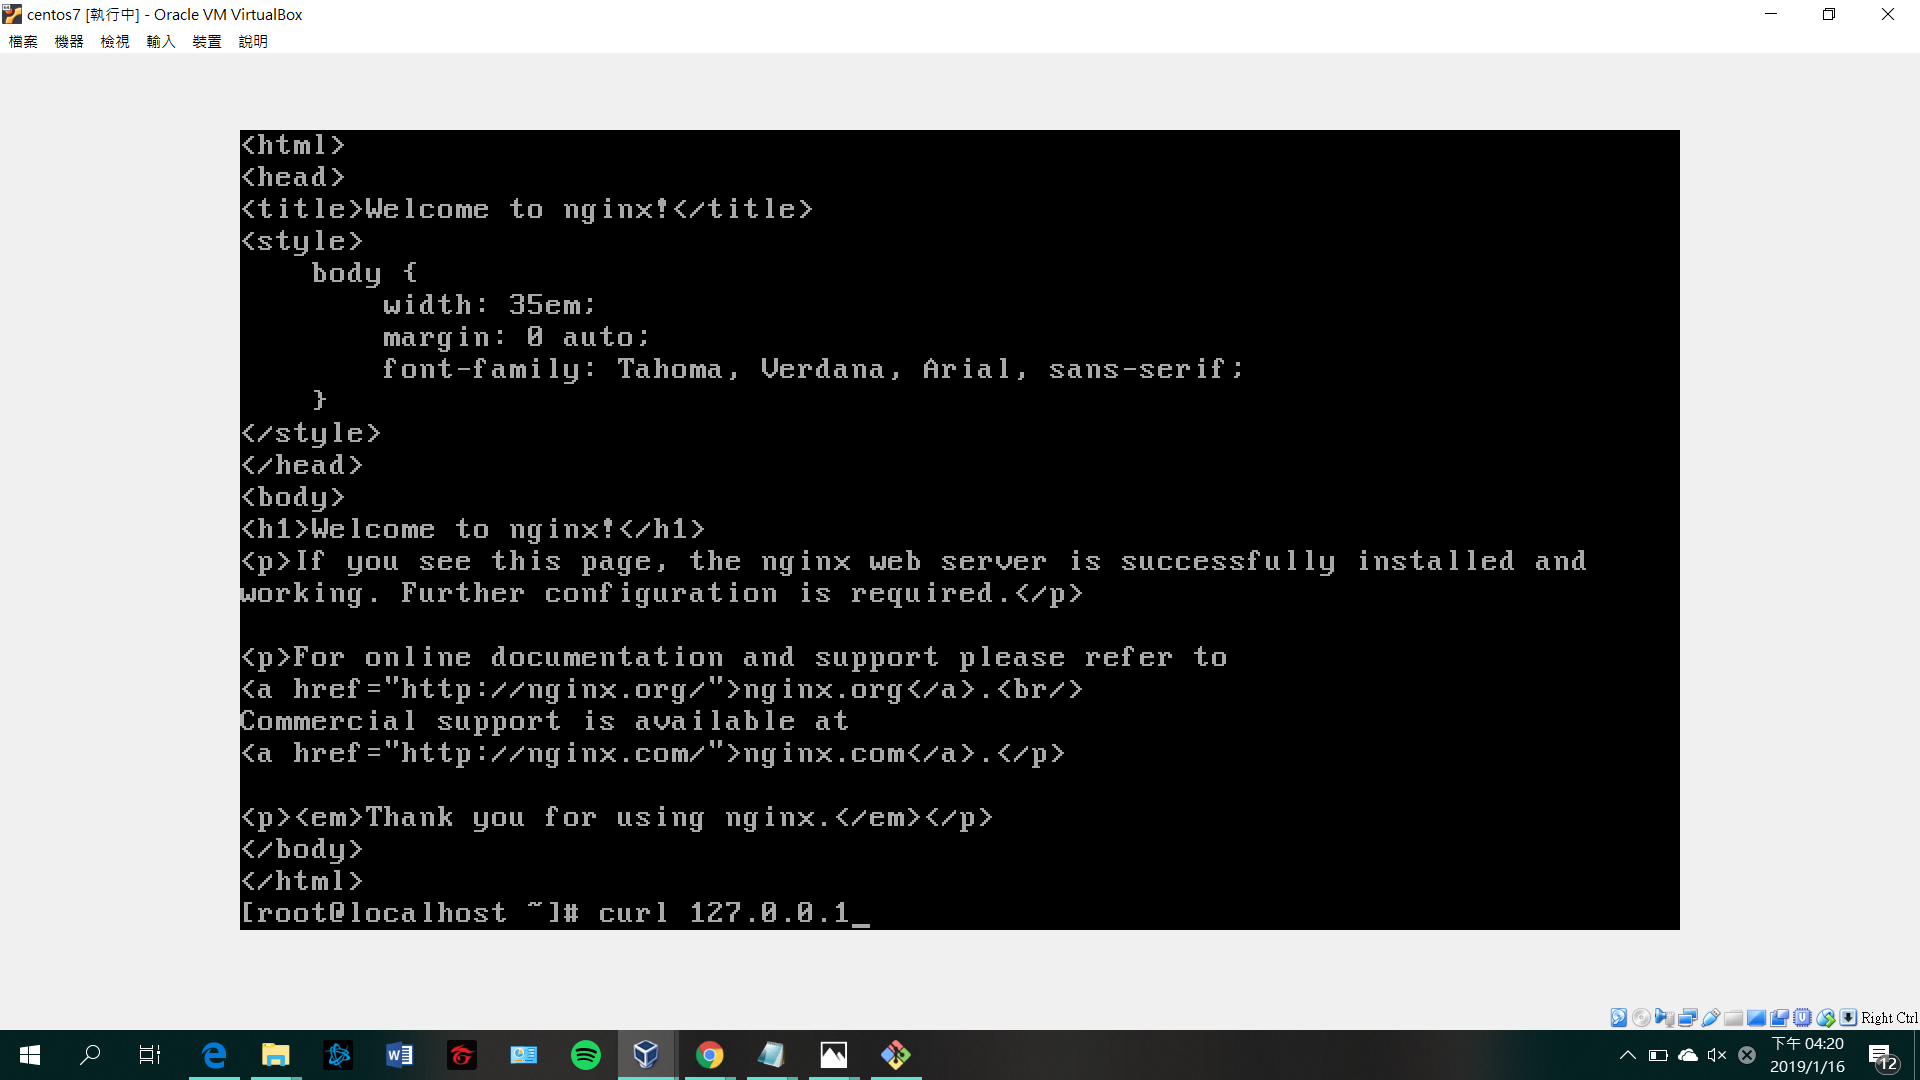 centos7 [執行中] - Oracle VM VirtualBox
檔案 機器 檢視 輸入 裝置 說明
<html>
<head>
<title>Welcome to nginx!</title>
<style>
    body {
        width: 35em;
        margin: 0 auto;
        font-family: Tahoma, Verdana, Arial, sans-serif;
    }
</style>
</head>
<body>
<h1>Welcome to nginx!</h1>
<p>If you see this page, the nginx web server is successfully installed and
working. Further configuration is required.</p>
<p>For online documentation and support please refer to
<a href="http://nginx.org/">nginx.org</a>.<br/>
Commercial support is available at
<a href="http://nginx.com/">nginx.com</a>.</p>
<p><em>Thank you for using nginx.</em></p>
</body>
</html>
[root@localhost ~]# curl 127.0.0.1_
Right Ctrl
下午 04:20
2019/1/16
12